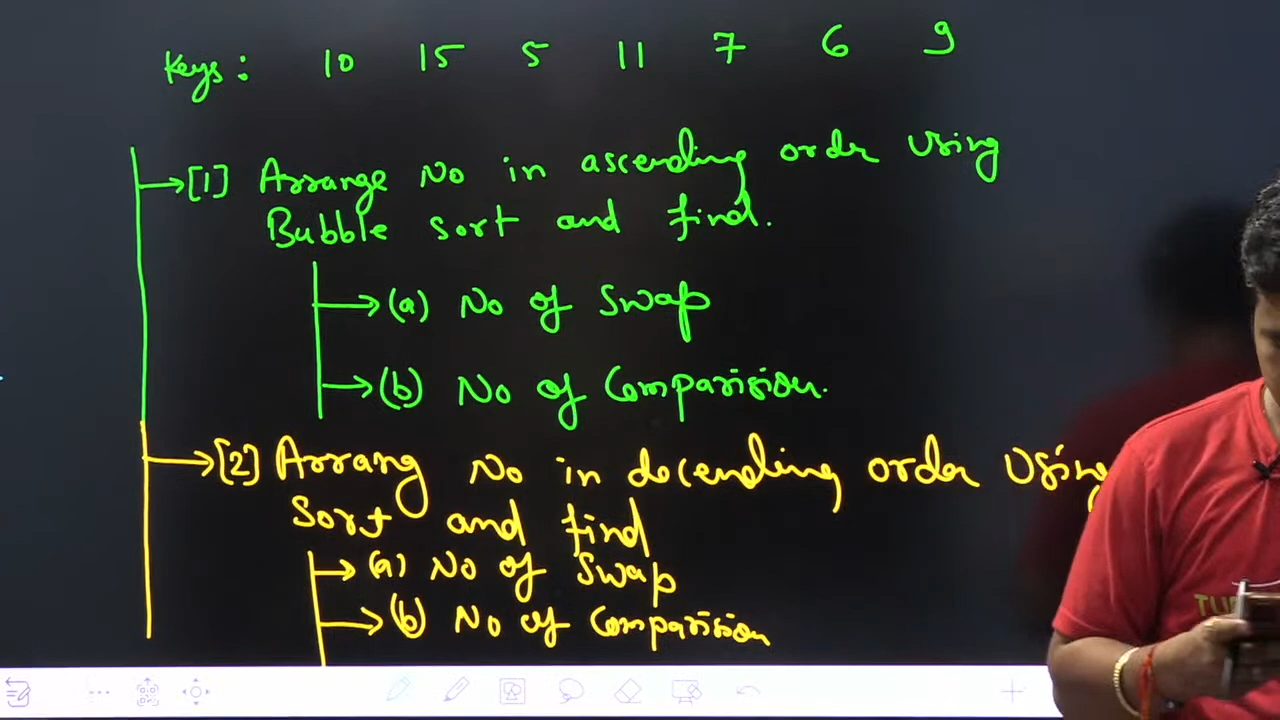 Keys: 10 15 5 11 7 6 9
[1] Arrange No in ascending order Using
Bubble sort and find.
(a) No of Swap
(b) No of Comparision.
[2] Arrang No in decending order Using
Sort and find
(a) No of Swap
(b) No of Comparision